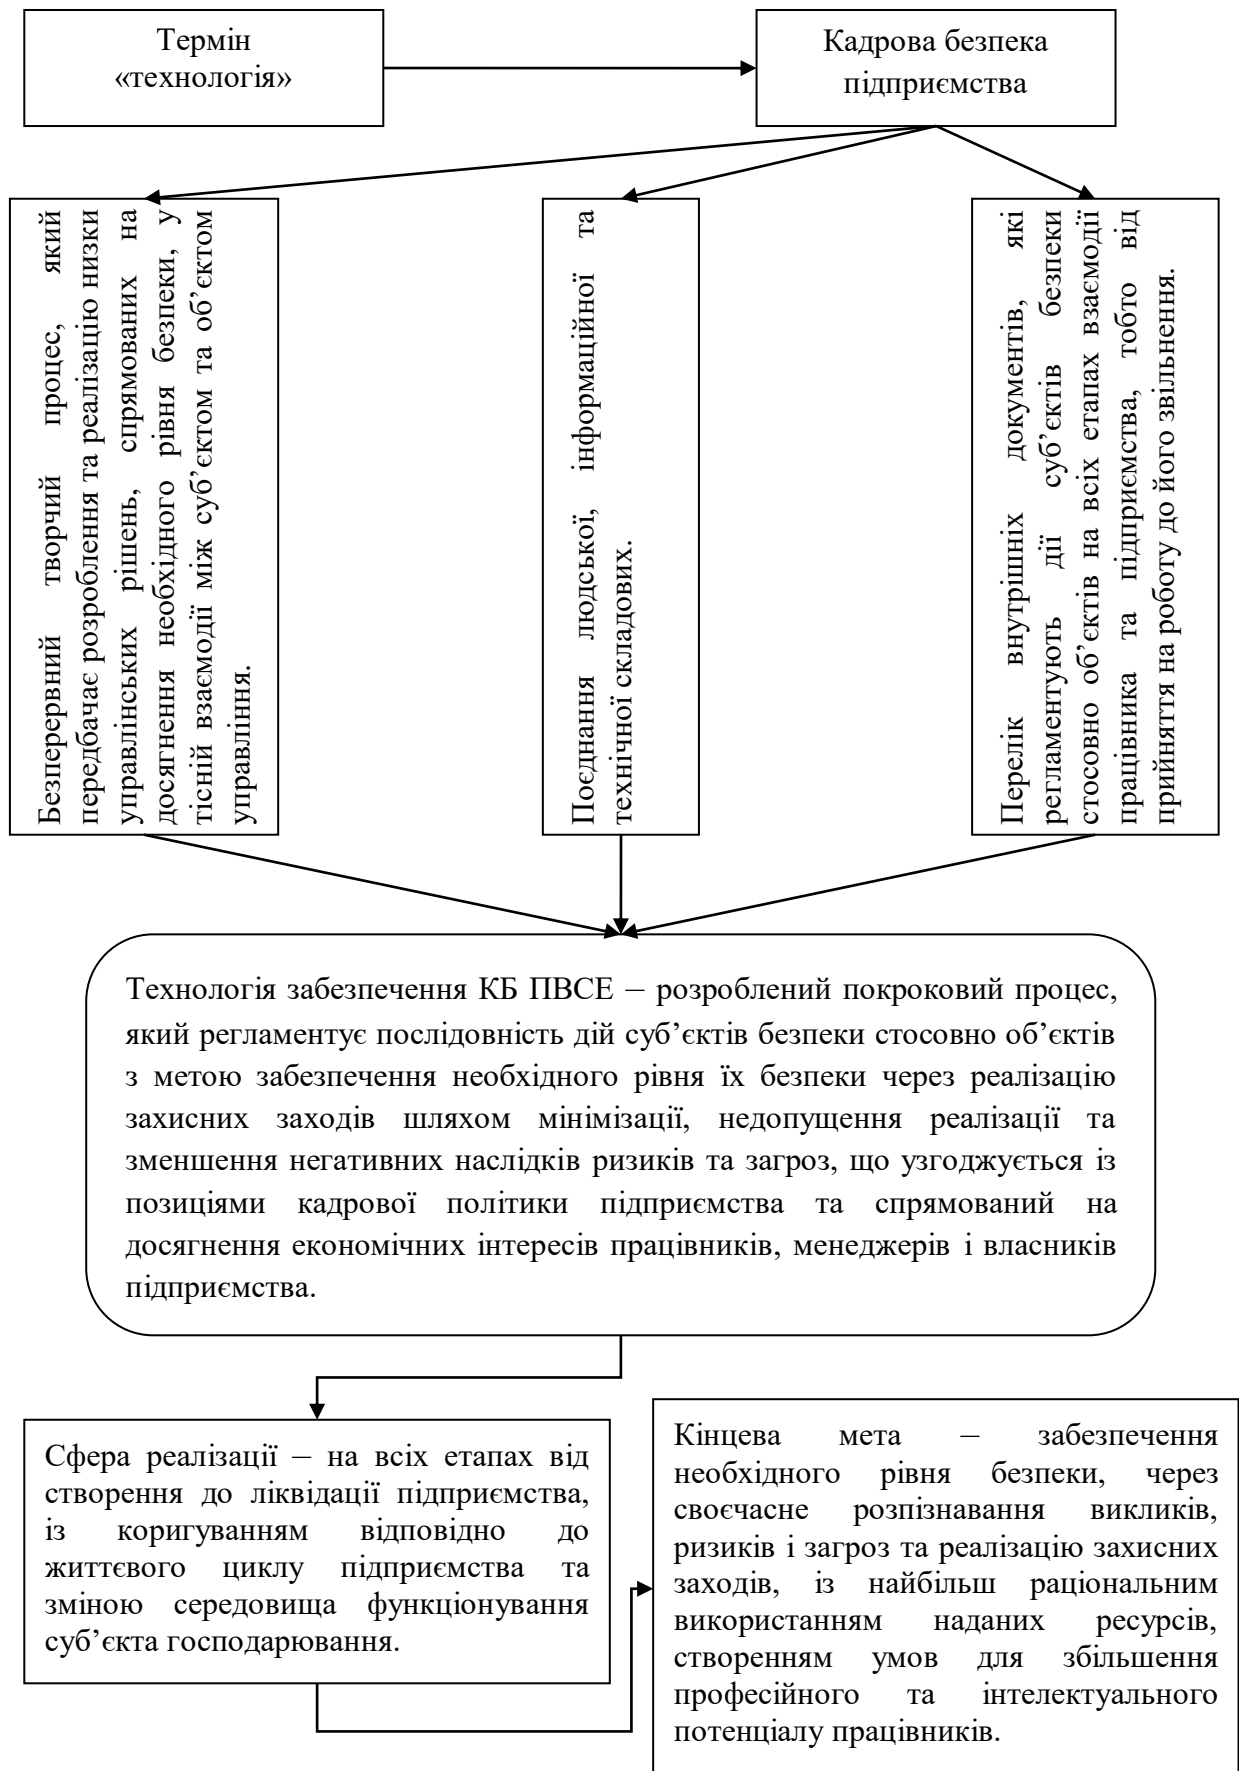 Термін
«технологія»
Кадрова безпека
підприємства
Безперервний творчий процес, який
передбачає розроблення та реалізацію низки
управлінських рішень, спрямованих на
досягнення необхідного рівня безпеки, у
тісній взаємодії між суб’єктом та об’єктом
управління.
Поєднання людської, інформаційної та
технічної складових.
Перелік внутрішніх документів, які
регламентують дії суб’єктів безпеки
стосовно об’єктів на всіх етапах взаємодії
працівника та підприємства, тобто від
прийняття на роботу до його звільнення.
Технологія забезпечення КБ ПВСЕ – розроблений покроковий процес,
який регламентує послідовність дій суб’єктів безпеки стосовно об’єктів
з метою забезпечення необхідного рівня їх безпеки через реалізацію
захисних заходів шляхом мінімізації, недопущення реалізації та
зменшення негативних наслідків ризиків та загроз, що узгоджується із
позиціями кадрової політики підприємства та спрямований на
досягнення економічних інтересів працівників, менеджерів і власників
підприємства.
Сфера реалізації – на всіх етапах від
створення до ліквідації підприємства,
із коригуванням відповідно до
життєвого циклу підприємства та
зміною середовища функціонування
суб’єкта господарювання.
Кінцева мета – забезпечення
необхідного рівня безпеки, через
своєчасне розпізнавання викликів,
ризиків і загроз та реалізацію захисних
заходів, із найбільш раціональним
використанням наданих ресурсів,
створенням умов для збільшення
професійного та інтелектуального
потенціалу працівників.